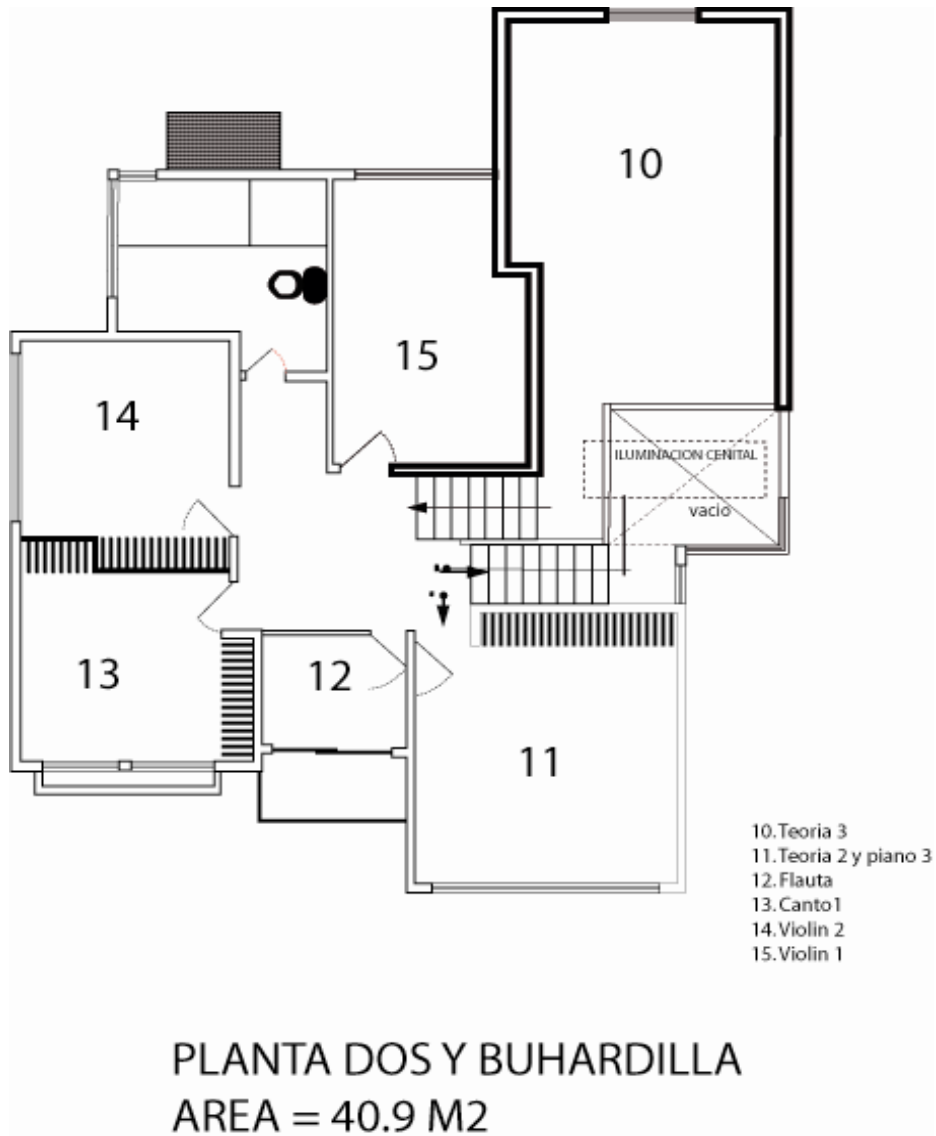 10
15
14
ILUMINACION CENITAL
vacio
13
12
11
10. Teoria 3
11. Teoria 2 y piano 3
12. Flauta
13. Canto1
14. Violin 2
15. Violin 1
PLANTA DOS Y BUHARDILLA
AREA = 40.9 M2